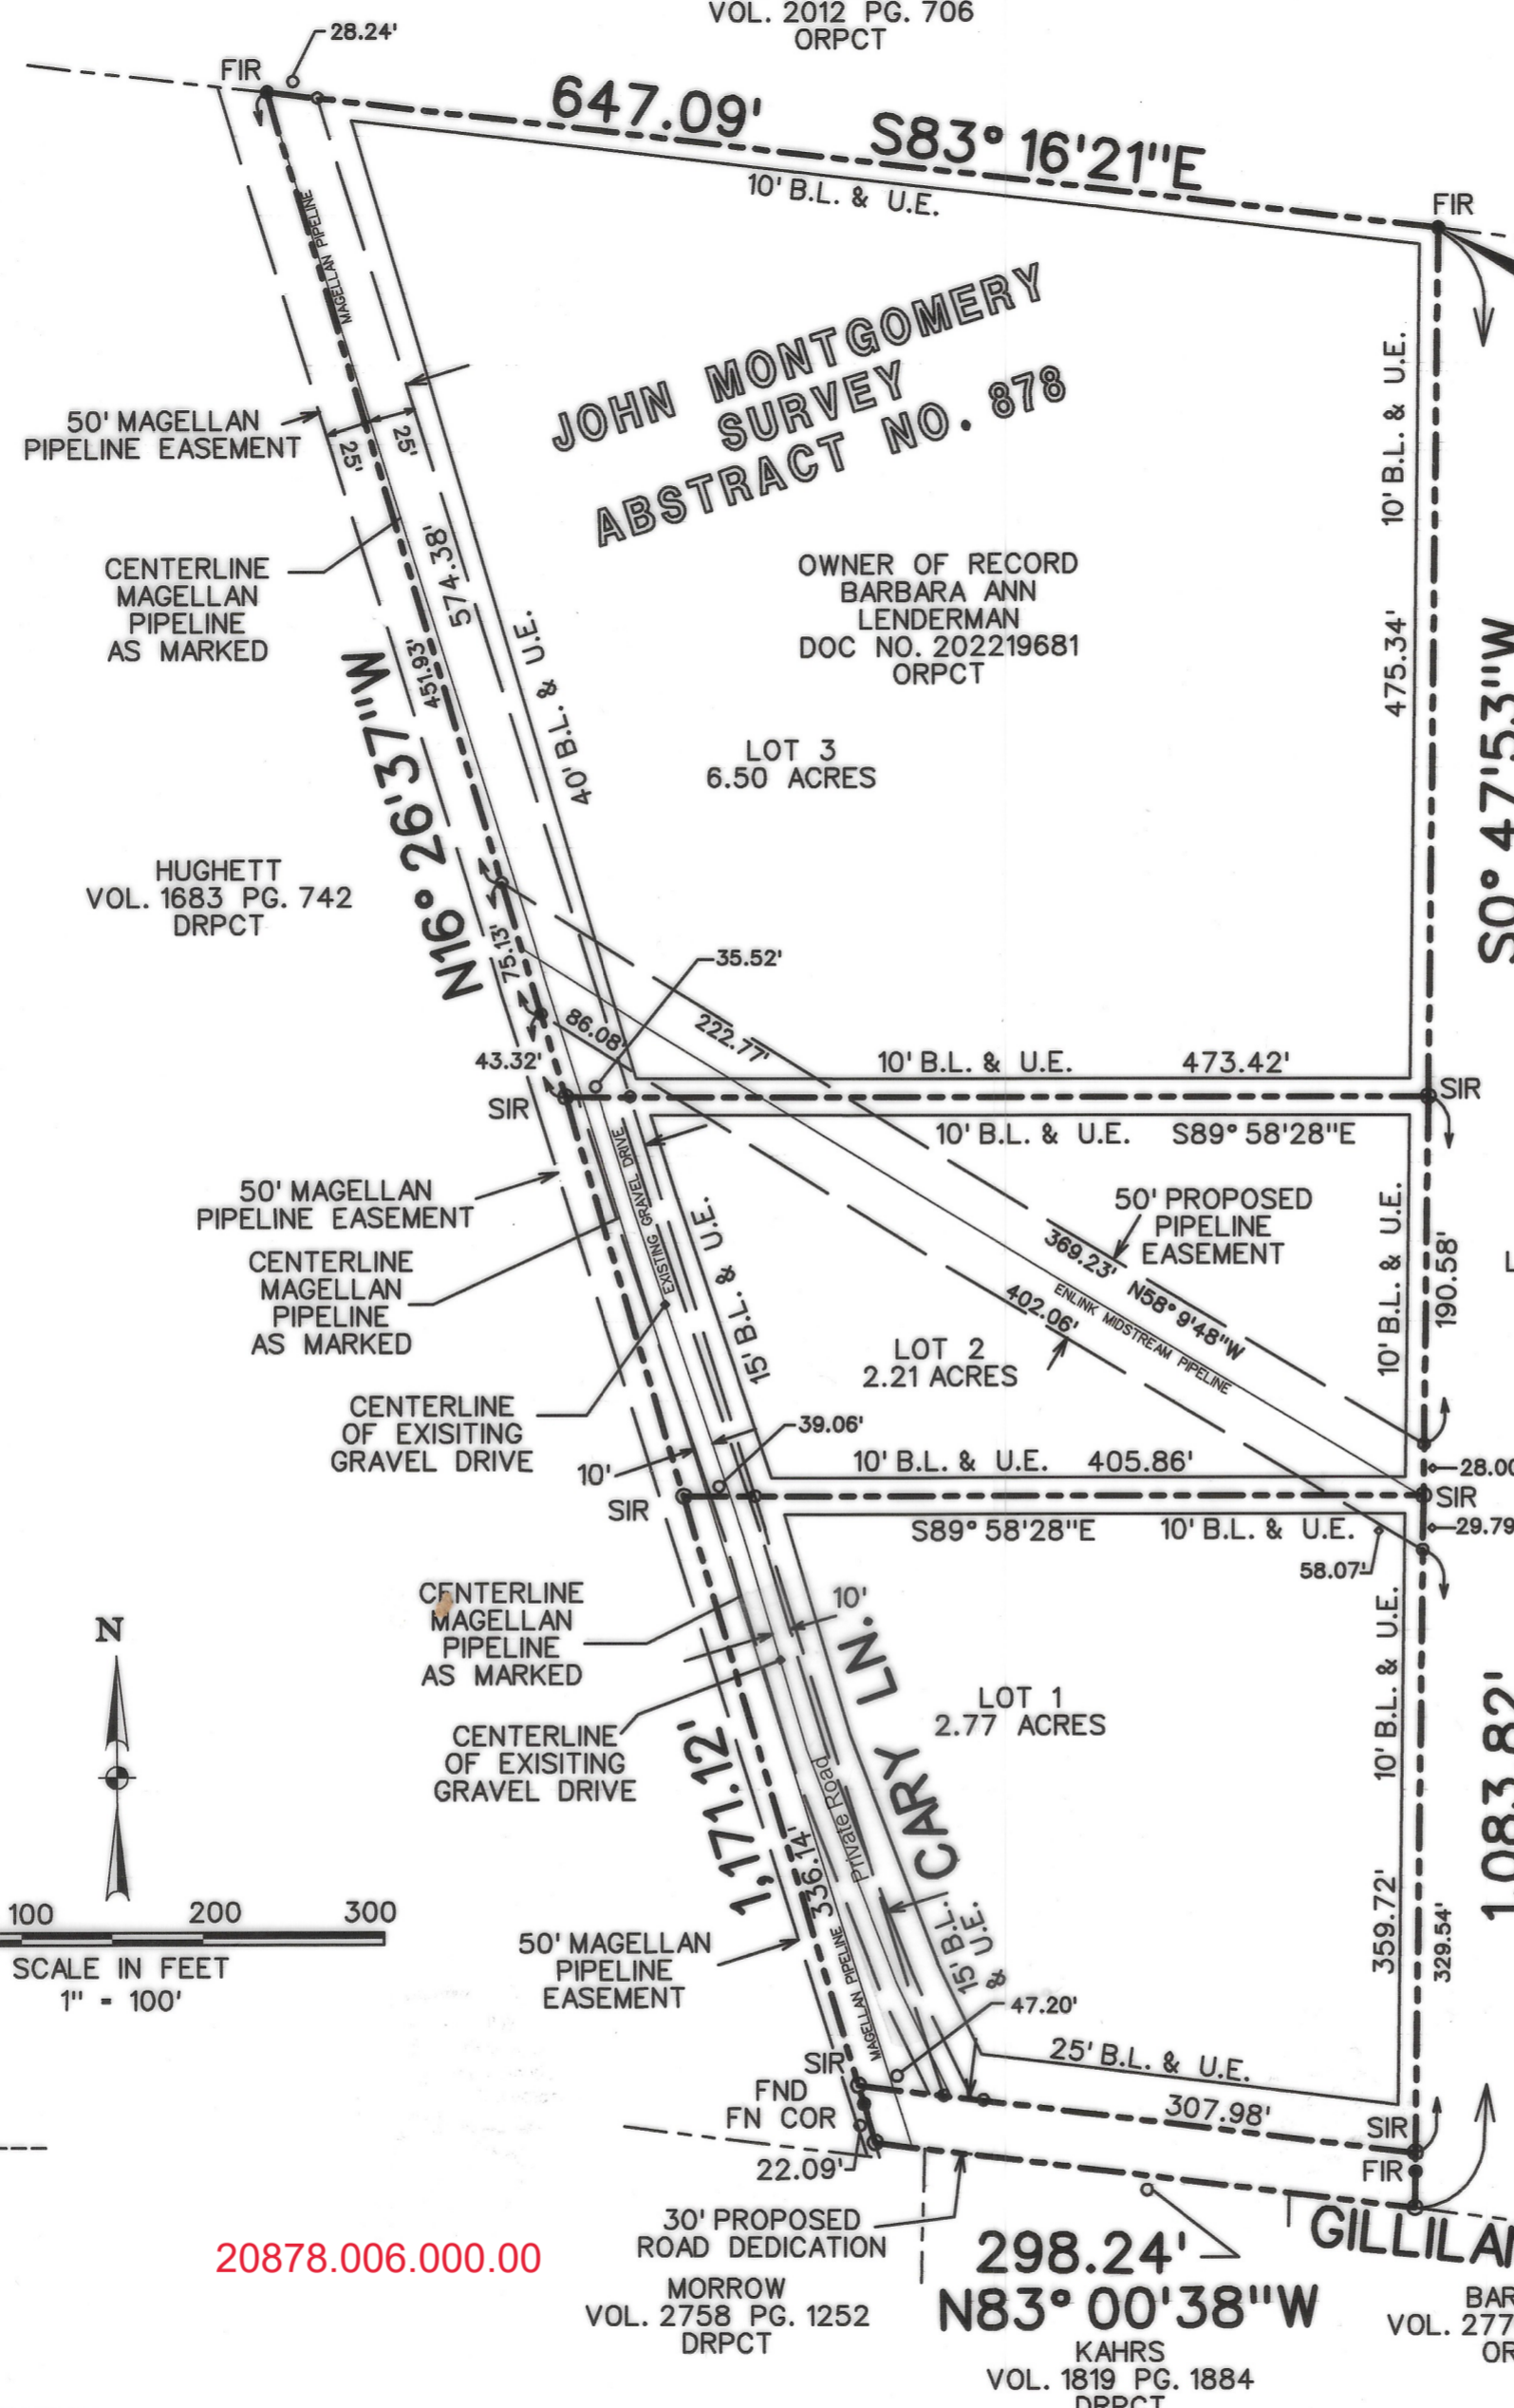 VOL. 2012 PG. 706
ORPCT
28.24'
FIR
647.09'
S83° 16'21"E
10' B.L. & U.E.
FIR
MAGELLAN PIPELINE
JOHN MONTGOMERY
SURVEY
ABSTRACT NO. 878
10' B.L. & U.E.
50' MAGELLAN
PIPELINE EASEMENT
25'
25'
CENTERLINE
MAGELLAN
PIPELINE
AS MARKED
574.38'
451.93'
40' B.L. & U.E.
OWNER OF RECORD
BARBARA ANN
LENDERMAN
DOC NO. 202219681
ORPCT
475.34'
S0° 47'53"W
N16° 26'37"W
LOT 3
6.50 ACRES
HUGHETT
VOL. 1683 PG. 742
DRPCT
75.13'
35.52'
86.08'
222.77'
43.32'
10' B.L. & U.E.
473.42'
SIR
SIR
10' B.L. & U.E.
S89° 58'28"E
EXISTING GRAVEL DRIVE
50' MAGELLAN
PIPELINE EASEMENT
15' B.L. & U.E.
50' PROPOSED
PIPELINE
EASEMENT
10' B.L. & U.E.
190.58'
L
CENTERLINE
MAGELLAN
PIPELINE
AS MARKED
369.23'
N58° 9'48"W
ENLINK MIDSTREAM PIPELINE
402.06'
LOT 2
2.21 ACRES
CENTERLINE
OF EXISITING
GRAVEL DRIVE
39.06'
10'
10' B.L. & U.E.
405.86'
28.00
SIR
SIR
S89° 58'28"E
10' B.L. & U.E.
29.79
58.07'
CENTERLINE
MAGELLAN
PIPELINE
AS MARKED
10'
N
CARY LN.
10' B.L. & U.E.
LOT 1
2.77 ACRES
CENTERLINE
OF EXISITING
GRAVEL DRIVE
1,171.12'
Private Road
336.14'
1,083.82'
359.72'
329.54'
100
200
300
SCALE IN FEET
1" = 100'
50' MAGELLAN
PIPELINE
EASEMENT
MAGELLAN PIPELINE
15' B.L.
& U.E.
47.20'
25' B.L. & U.E.
SIR
FND
FN COR
307.98'
SIR
FIR
22.09'
30' PROPOSED
ROAD DEDICATION
298.24'
GILLILA
20878.006.000.00
MORROW
VOL. 2758 PG. 1252
DRPCT
N83° 00'38"W
KAHRS
VOL. 1819 PG. 1884
DRPCT
BAR
VOL. 277
OR